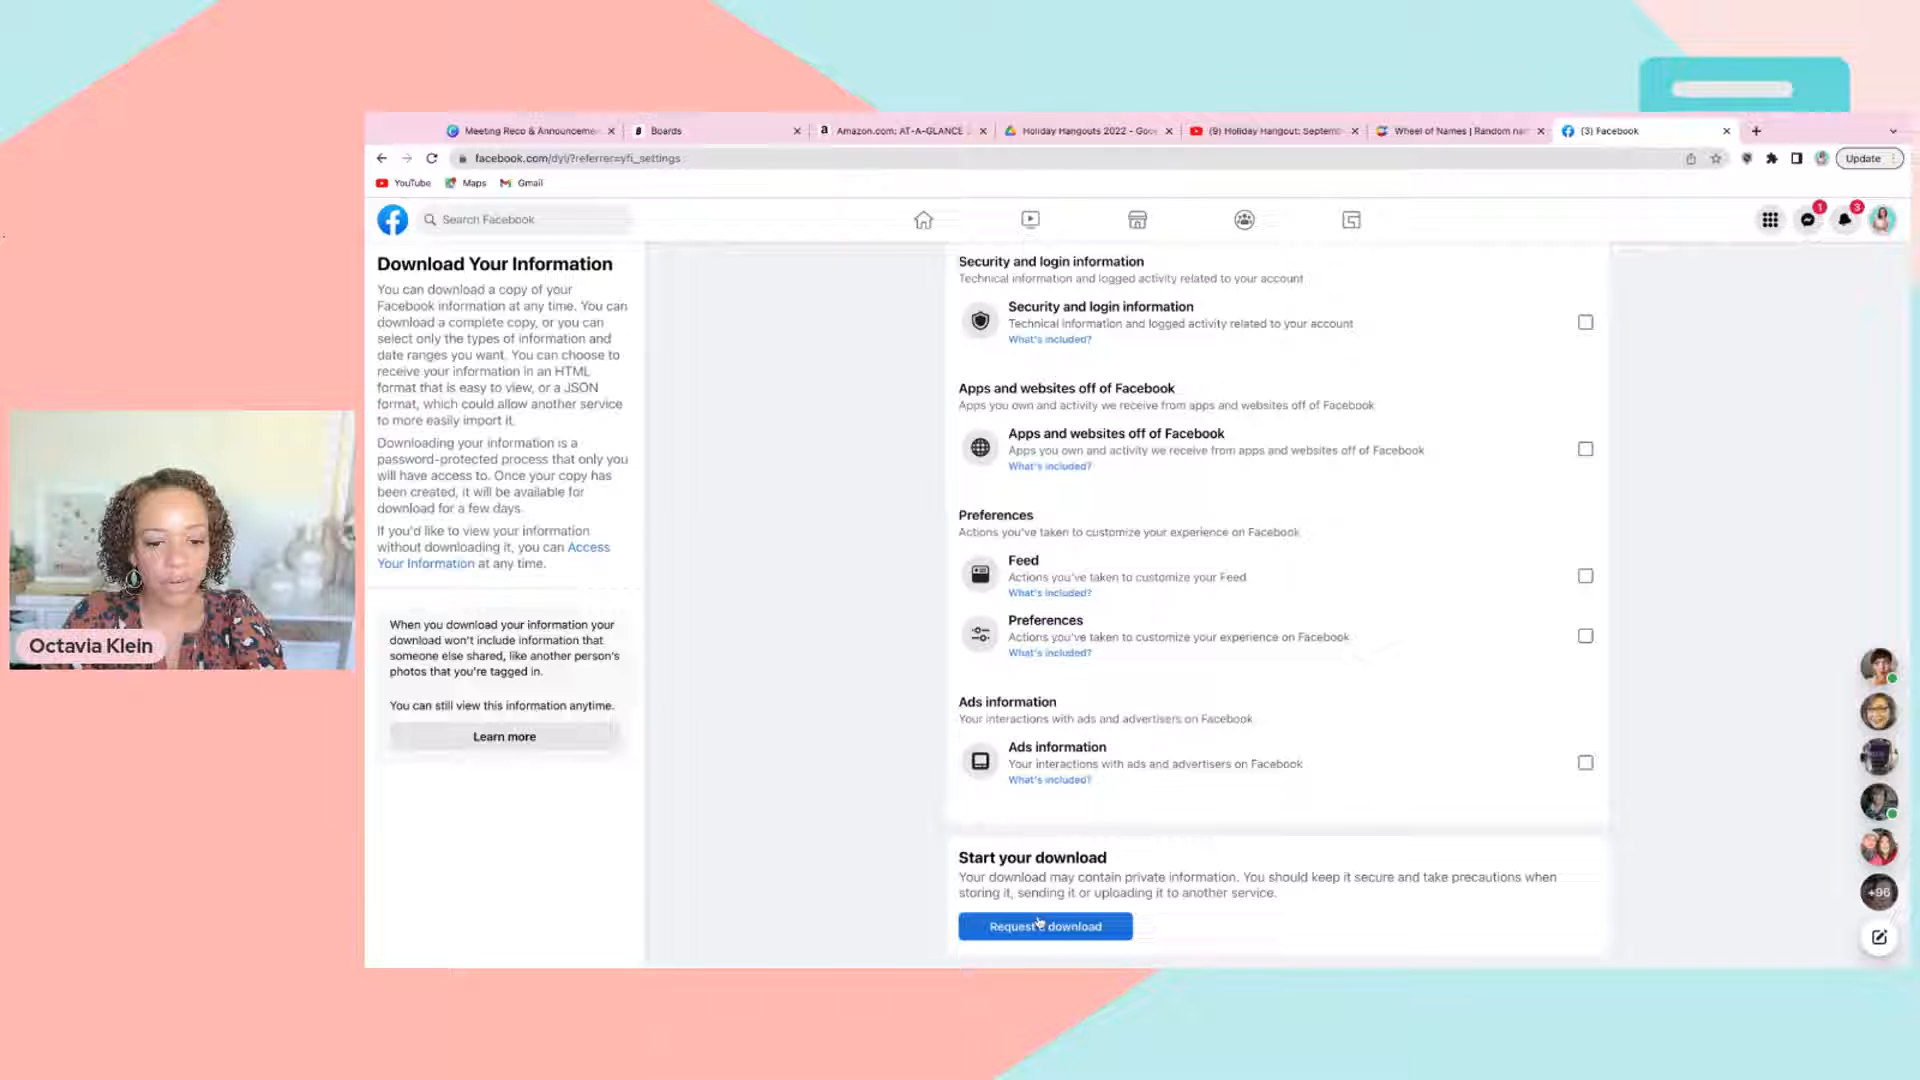 Meeting Reco & Announceme
Boards
Amazon.com: AT-A-GLANCE
Holiday Hangouts 2022 - Goo
(9) Holiday Hangout: Septem
Wheel of Names | Random na
(3) Facebook
facebook.com/dyi/?referrer=yfi_settings
Update
YouTube
Maps
Gmail
Search Facebook
1
3
Download Your Information
You can download a copy of your
Facebook information at any time. You can
download a complete copy, or you can
select only the types of information and
date ranges you want. You can choose to
receive your information in an HTML
format that is easy to view, or a JSON
format, which could allow another service
to more easily import it.
Downloading your information is a
password-protected process that only you
will have access to. Once your copy has
been created, it will be available for
download for a few days.
If you'd like to view your information
without downloading it, you can Access
Your Information at any time.
When you download your information your
download won't include information that
someone else shared, like another person's
photos that you're tagged in.
You can still view this information anytime.
Learn more
Security and login information
Technical information and logged activity related to your account
Security and login information
Technical information and logged activity related to your account
What's included?
Apps and websites off of Facebook
Apps you own and activity we receive from apps and websites off of Facebook
Apps and websites off of Facebook
Apps you own and activity we receive from apps and websites off of Facebook
What's included?
Preferences
Actions you've taken to customize your experience on Facebook
Feed
Actions you've taken to customize your Feed
What's included?
Preferences
Actions you've taken to customize your experience on Facebook
What's included?
Ads information
Your interactions with ads and advertisers on Facebook
Ads information
Your interactions with ads and advertisers on Facebook
What's included?
Start your download
Your download may contain private information. You should keep it secure and take precautions when
storing it, sending it or uploading it to another service.
Request a download
+96
Octavia Klein